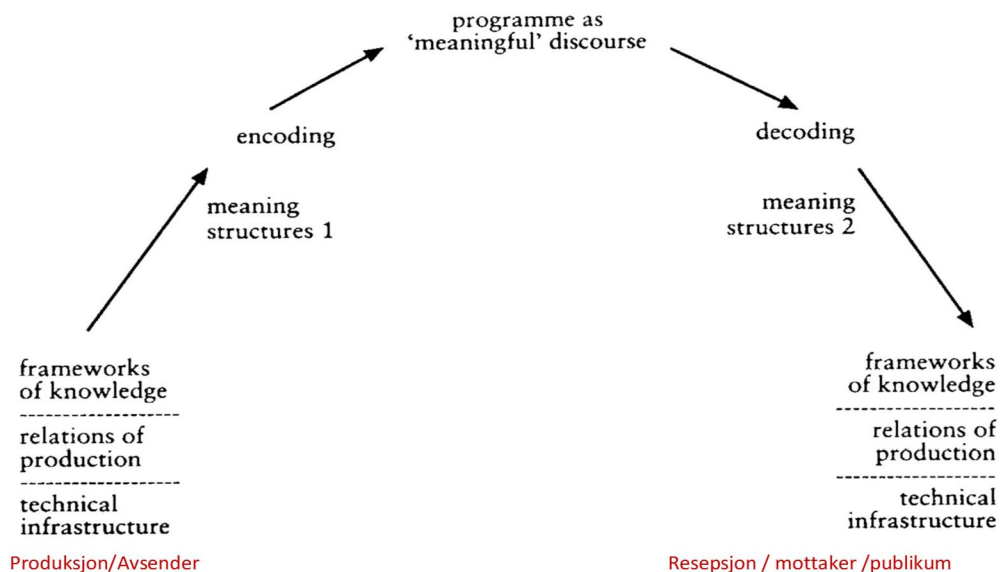 programme as
‘meaningful’ discourse
encoding
decoding
meaning
structures 1
meaning
structures 2
frameworks
of knowledge
relations of
production
technical
infrastructure
frameworks
of knowledge
relations of
production
technical
infrastructure
Produksjon/Avsender
Resepsjon / mottaker /publikum